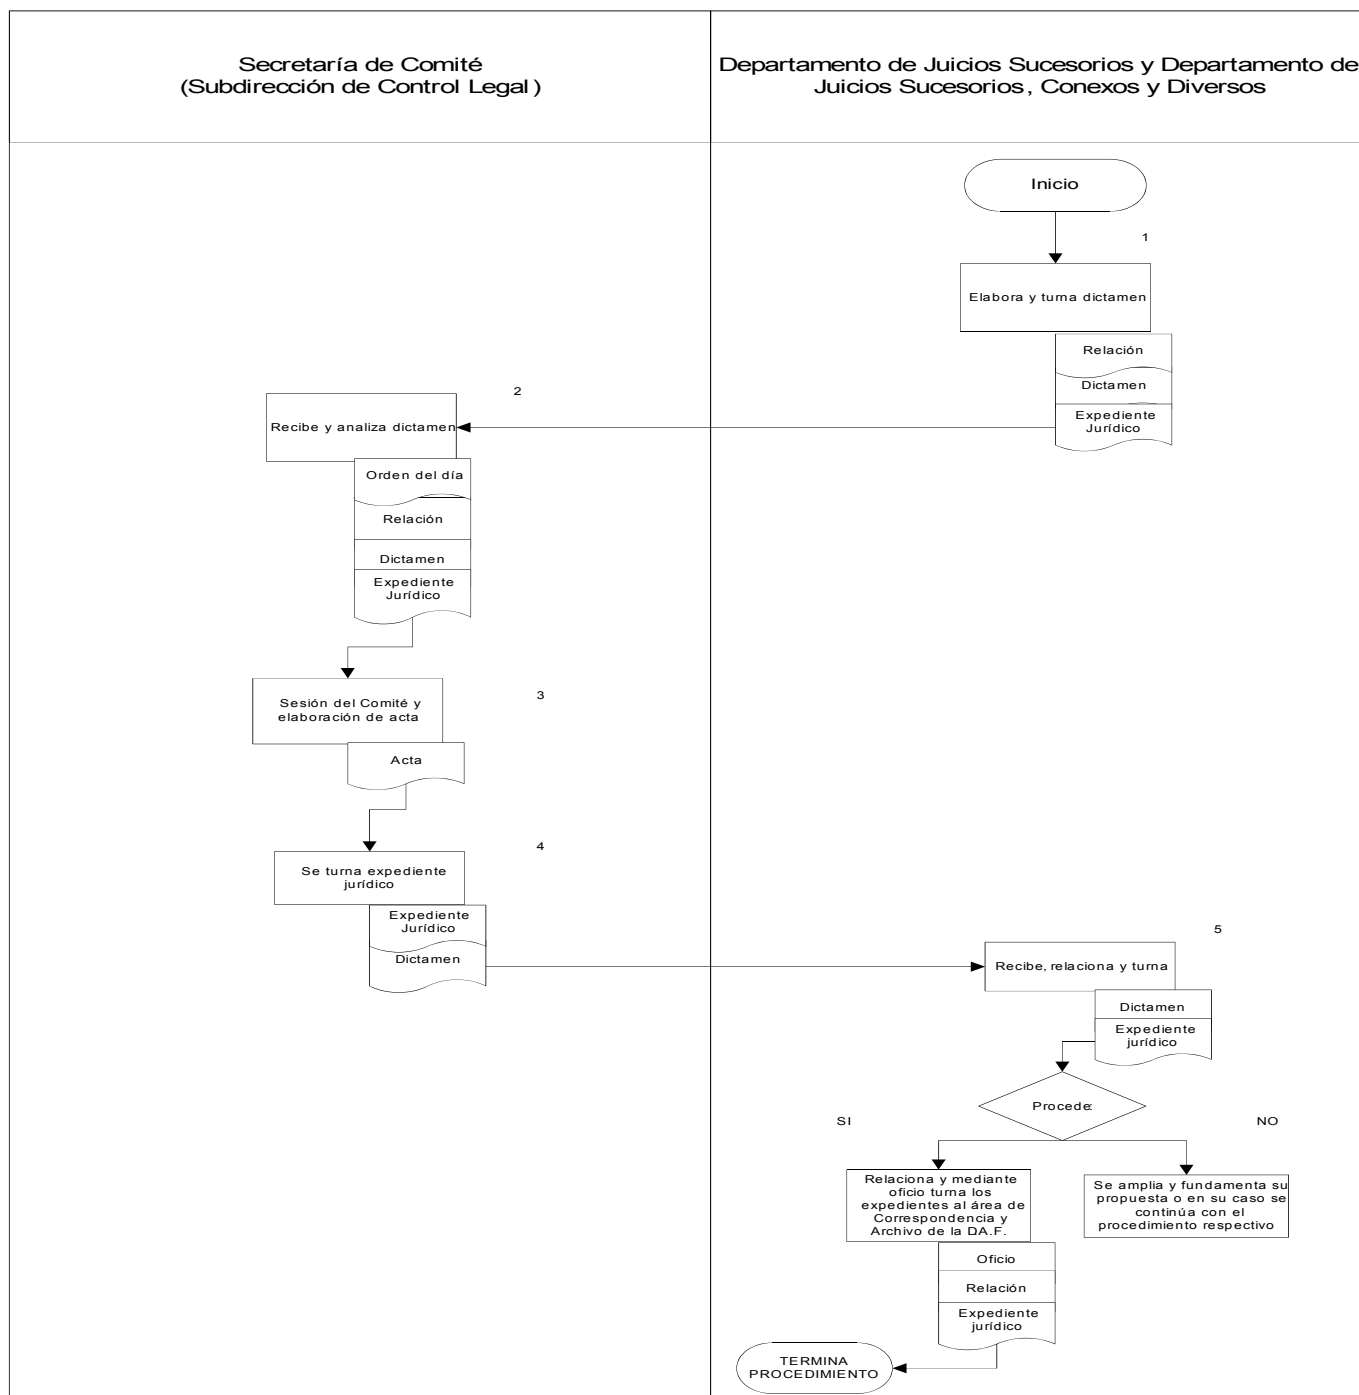 Secretaría de Comité
(Subdirección de Control Legal)
Departamento de Juicios Sucesorios y Departamento de
Juicios Sucesorios, Conexos y Diversos
Inicio
1
Elabora y turna dictamen
Relación
Dictamen
Expediente
Jurídico
2
Recibe y analiza dictamen
Orden del día
Relación
Dictamen
Expediente
Jurídico
3
Sesión del Comité y
elaboración de acta
Acta
4
Se turna expediente
jurídico
Expediente
Jurídico
Dictamen
5
Recibe, relaciona y turna
Dictamen
Expediente
jurídico
Procede:
SI
NO
Relaciona y mediante
oficio turna los
expedientes al área de
Correspondencia y
Archivo de la D.A.F.
Se amplia y fundamenta su
propuesta o en su caso se
continúa con el
procedimiento respectivo
Oficio
Relación
Expediente
jurídico
TERMINA
PROCEDIMIENTO